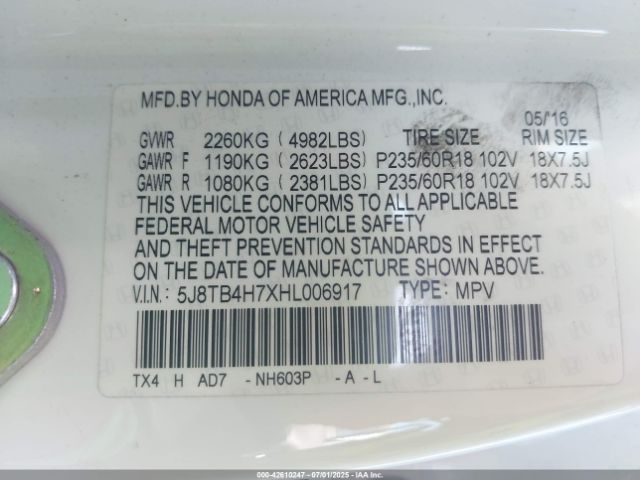 MFD.BY HONDA OF AMERICA MFG.,INC.
05/'16
GVWR 2260KG ( 4982LBS) TIRE SIZE RIM SIZE
GAWR F 1190KG ( 2623LBS) P235/60R18 102V 18X7.5J
GAWR R 1080KG ( 2381LBS) P235/60R18 102V 18X7.5J
THIS VEHICLE CONFORMS TO ALL APPLICABLE
FEDERAL MOTOR VEHICLE SAFETY
AND THEFT PREVENTION STANDARDS IN EFFECT
ON THE DATE OF MANUFACTURE SHOWN ABOVE.
V.I.N.: 5J8TB4H7XHL006917 TYPE: MPV
TX4 H AD7 -NH603P -A-L
000-42610247 - 07/01/2025 - IAAI.COM